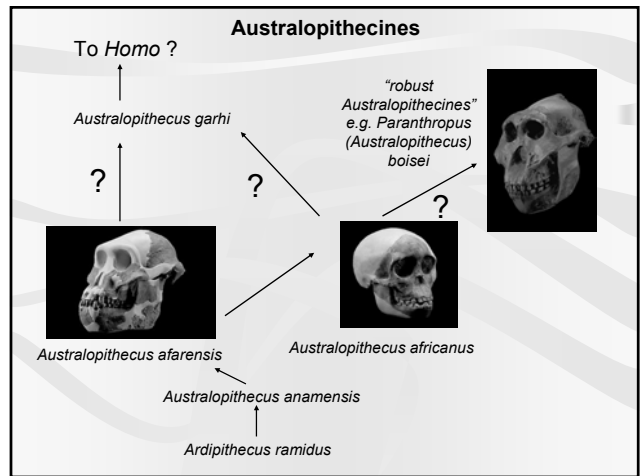 Australopithecines
To Homo ?
"robust
Australopithecines"
e.g. Paranthropus
(Australopithecus)
boisei
Australopithecus garhi
?
?
?
Australopithecus afarensis
Australopithecus africanus
Australopithecus anamensis
Ardipithecus ramidus